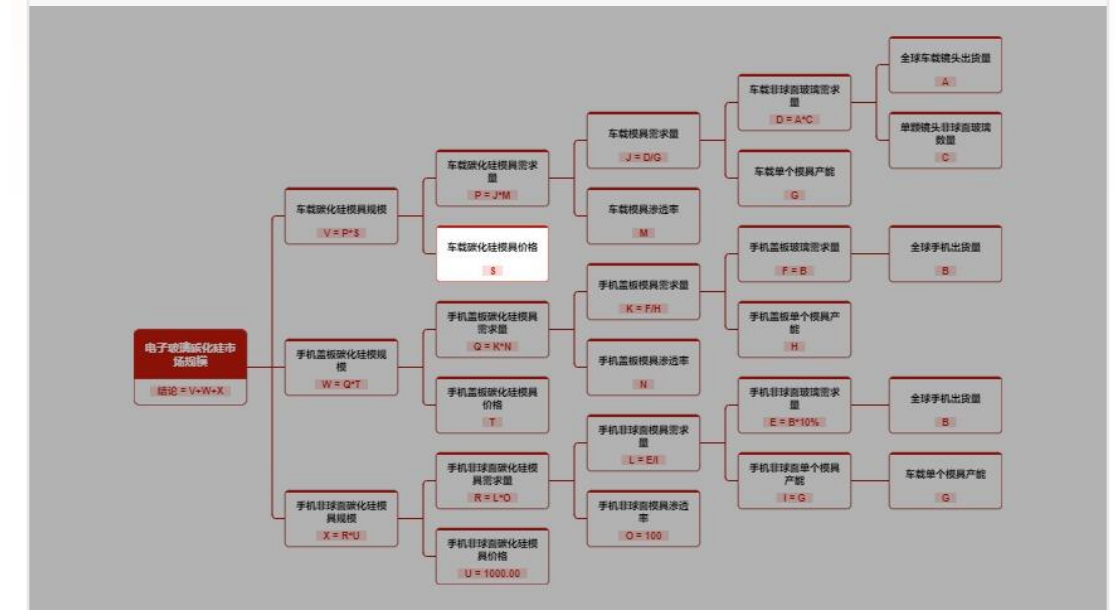 全球车载镜头出货量
A
车载非球面玻璃需求
量
D = A*C
单颗镜头非球面玻璃
数量
C
车载模具需求量
J = D/G
车载单个模具产能
G
车载碳化硅模具需求
量
P = J*M
车载模具渗透率
M
车载碳化硅模具规模
V = P*S
车载碳化硅模具价格
S
手机盖板玻璃需求量
F = B
全球手机出货量
B
手机盖板模具需求量
K = F/H
手机盖板单个模具产
能
H
手机盖板碳化硅模具
需求量
Q = K*N
手机盖板模具渗透率
N
电子玻璃碳化硅市
场规模
结论 = V+W+X
手机盖板碳化硅模规
模
W = Q*T
手机盖板碳化硅模具
价格
T
手机非球面玻璃需求
量
E = B*10%
全球手机出货量
B
手机非球面模具需求
量
L = E/I
手机非球面单个模具
产能
I = G
车载单个模具产能
G
手机非球面碳化硅模
具需求量
R = L*O
手机非球面模具渗透
率
O = 100
手机非球面碳化硅模
具规模
X = R*U
手机非球面碳化硅模
具价格
U = 1000.00